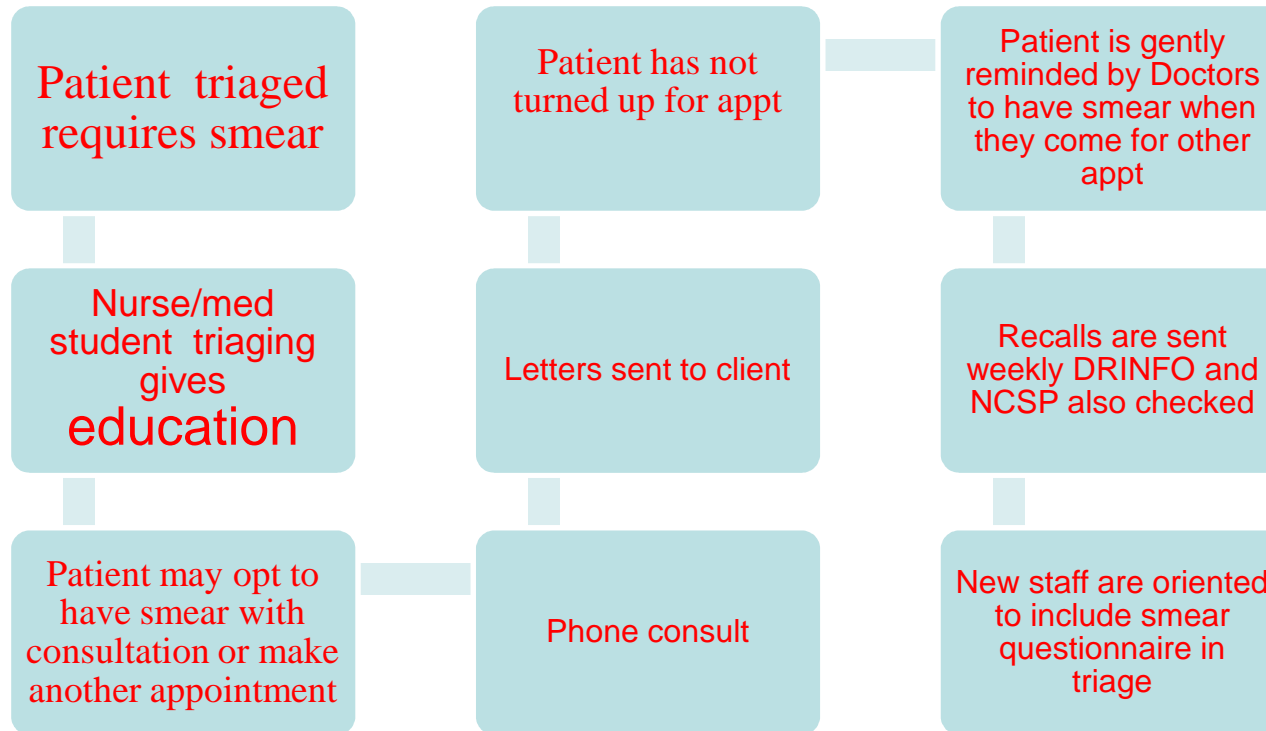 Patient triaged
requires smear
Nurse/med
student triaging
gives
education
Patient may opt to
have smear with
consultation or make
another appointment
Phone consult
Letters sent to client
Patient has not
turned up for appt
Patient is gently
reminded by Doctors
to have smear when
they come for other
appt
Recalls are sent
weekly DRINFO and
NCSP also checked
New staff are oriented
to include smear
questionnaire in
triage